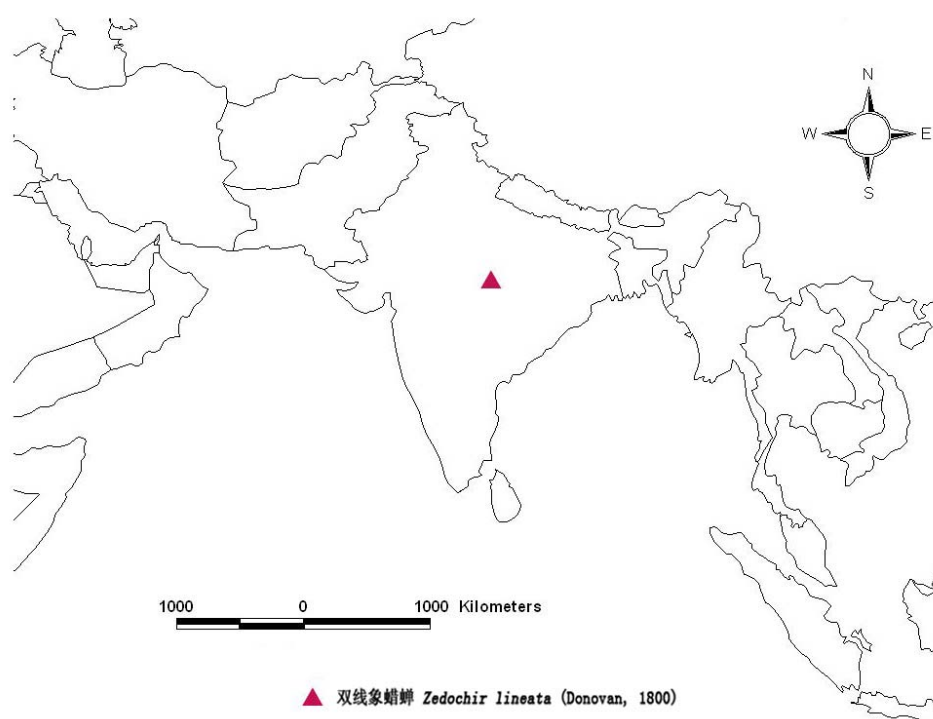 N
W E
S
1000 0 1000 Kilometers
双线象蜡蝉 Zedochir lineata (Donovan, 1800)